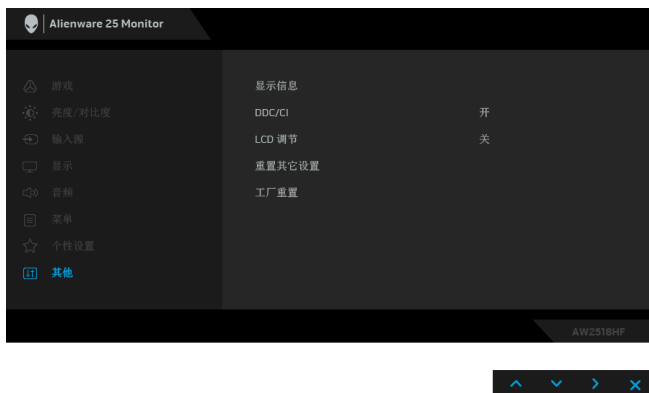 Alienware 25 Monitor
游戏
显示信息
亮度/对比度
DDC/CI 开
输入源
LCD 调节 关
显示
重置其它设置
音频
工厂重置
菜单
个性设置
其他
AW2518HF